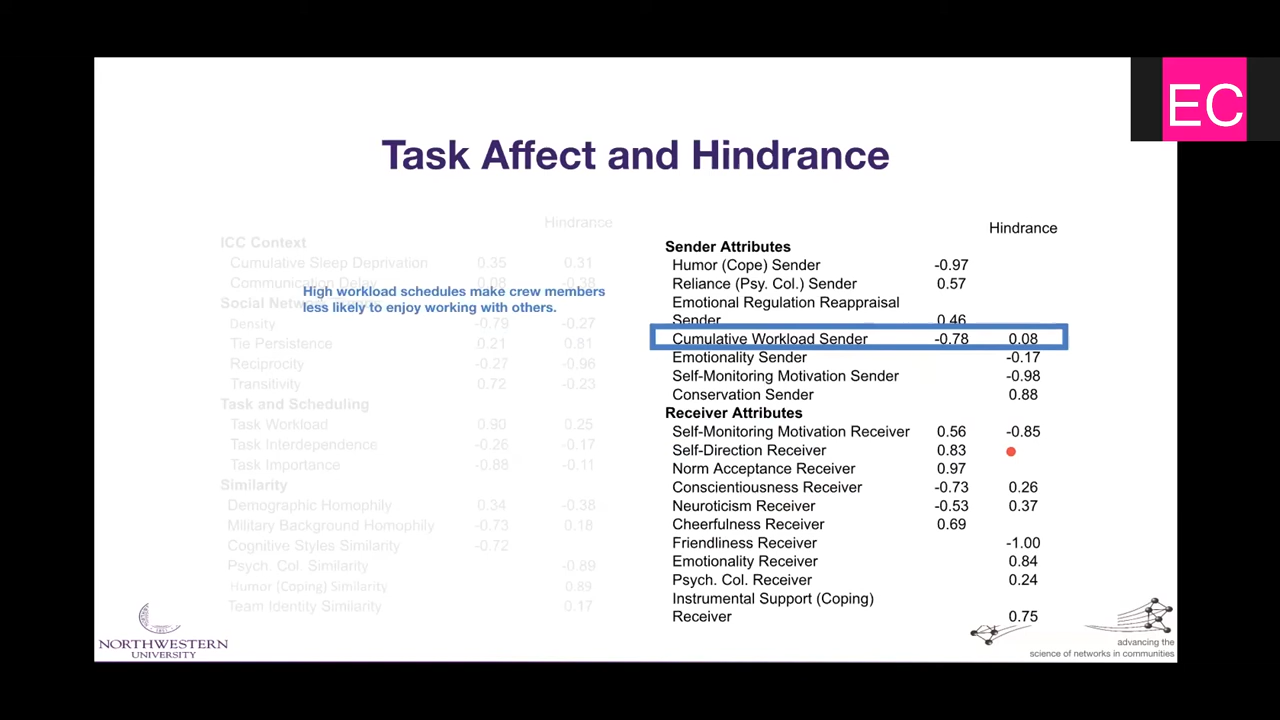 EC
Task Affect and Hindrance
Hindrance
ICC Context
Cumulative Sleep Deprivation 0.35 0.31
Communication Delay 0.08 -0.38
High workload schedules make crew members
less likely to enjoy working with others.
Density -0.79 -0.27
Tie Persistence 0.21 0.81
Reciprocity -0.27 -0.96
Transitivity 0.72 -0.23
Task and Scheduling
Task Workload 0.90 0.25
Task Interdependence -0.26 -0.17
Task Importance -0.88 -0.11
Similarity
Demographic Homophily 0.34 -0.38
Military Background Homophily -0.73 0.18
Cognitive Styles Similarity -0.72
Psych. Col. Similarity -0.89
Humor [Coping] Similarity 0.89
Team Identity Similarity 0.17
Hindrance
Sender Attributes
Humor (Cope) Sender -0.97
Reliance (Psy. Col.) Sender 0.57
Emotional Regulation Reappraisal
Sender 0.46
Cumulative Workload Sender -0.78 0.08
Emotionality Sender -0.17
Self-Monitoring Motivation Sender -0.98
Conservation Sender 0.88
Receiver Attributes
Self-Monitoring Motivation Receiver 0.56 -0.85
Self-Direction Receiver 0.83
Norm Acceptance Receiver 0.97
Conscientiousness Receiver -0.73 0.26
Neuroticism Receiver -0.53 0.37
Cheerfulness Receiver 0.69
Friendliness Receiver -1.00
Emotionality Receiver 0.84
Psych. Col. Receiver 0.24
Instrumental Support (Coping)
Receiver 0.75
NORTHWESTERN
UNIVERSITY
advancing the
science of networks in communities